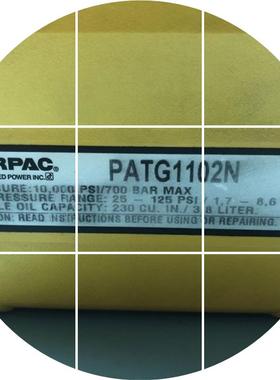 RPAC
ED POWER INC.
PATG1102N
URE: 10,000 PSI/700 BAR MAX
RESSURE RANGE: 25 - 125 PSI / 1.7 - 8.6
LE OIL CAPACITY: 230 CU. IN./ 3.8 LITER.
ON: READ INSTRUCTIONS BEFORE USING OR REPAIRING.